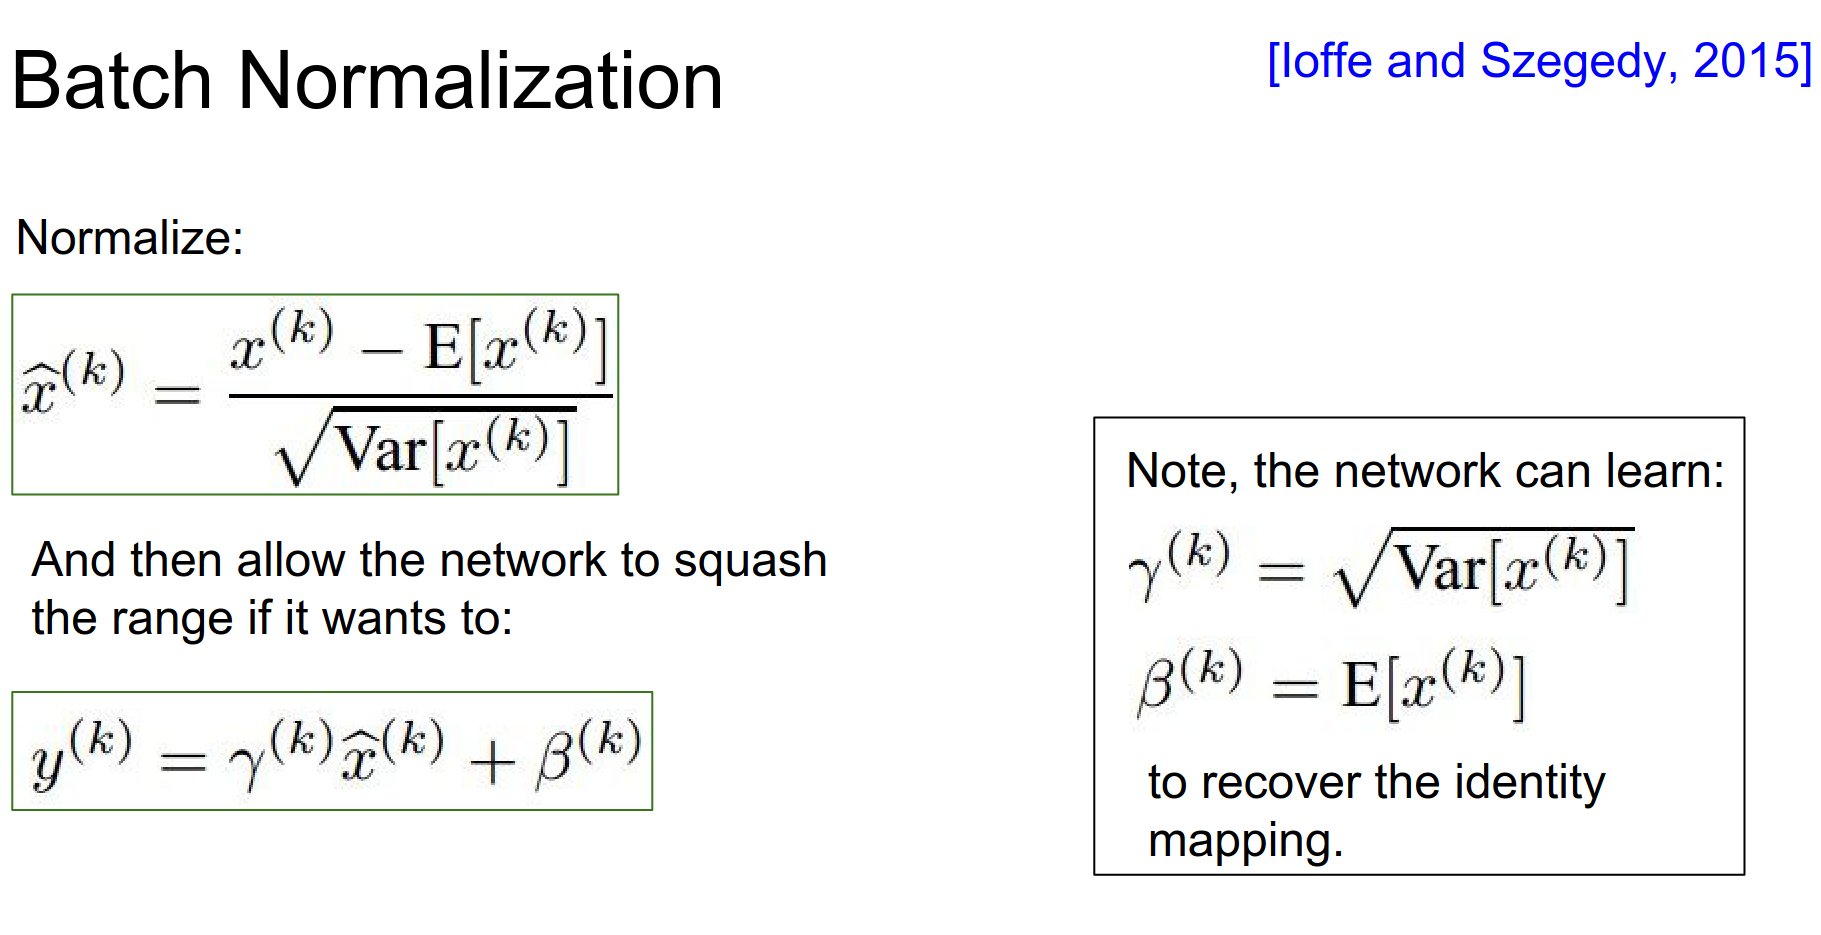 Batch Normalization
[Ioffe and Szegedy, 2015]
Normalize:
$\widehat{x}^{(k)} = \frac{x^{(k)} - \mathrm{E}[x^{(k)}]}{\sqrt{\mathrm{Var}[x^{(k)}]}}$
And then allow the network to squash
the range if it wants to:
$y^{(k)} = \gamma^{(k)} \widehat{x}^{(k)} + \beta^{(k)}$
Note, the network can learn:
$\gamma^{(k)} = \sqrt{\mathrm{Var}[x^{(k)}]}$
$\beta^{(k)} = \mathrm{E}[x^{(k)}]$
to recover the identity
mapping.